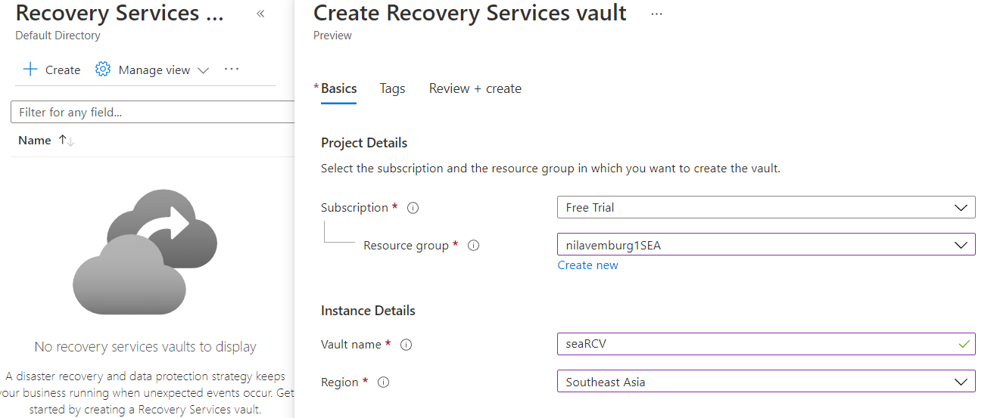 Recovery Services ...
«
Default Directory
Create
Manage view
...
Filter for any field...
Name
No recovery services vaults to display
A disaster recovery and data protection strategy keeps
your business running when unexpected events occur. Get
started by creating a Recovery Services vault.
Create Recovery Services vault
...
Preview
* Basics
Tags
Review + create
Project Details
Select the subscription and the resource group in which you want to create the vault.
Subscription *
Free Trial
Resource group *
nilavemburg1SEA
Create new
Instance Details
Vault name *
seaRCV
Region *
Southeast Asia